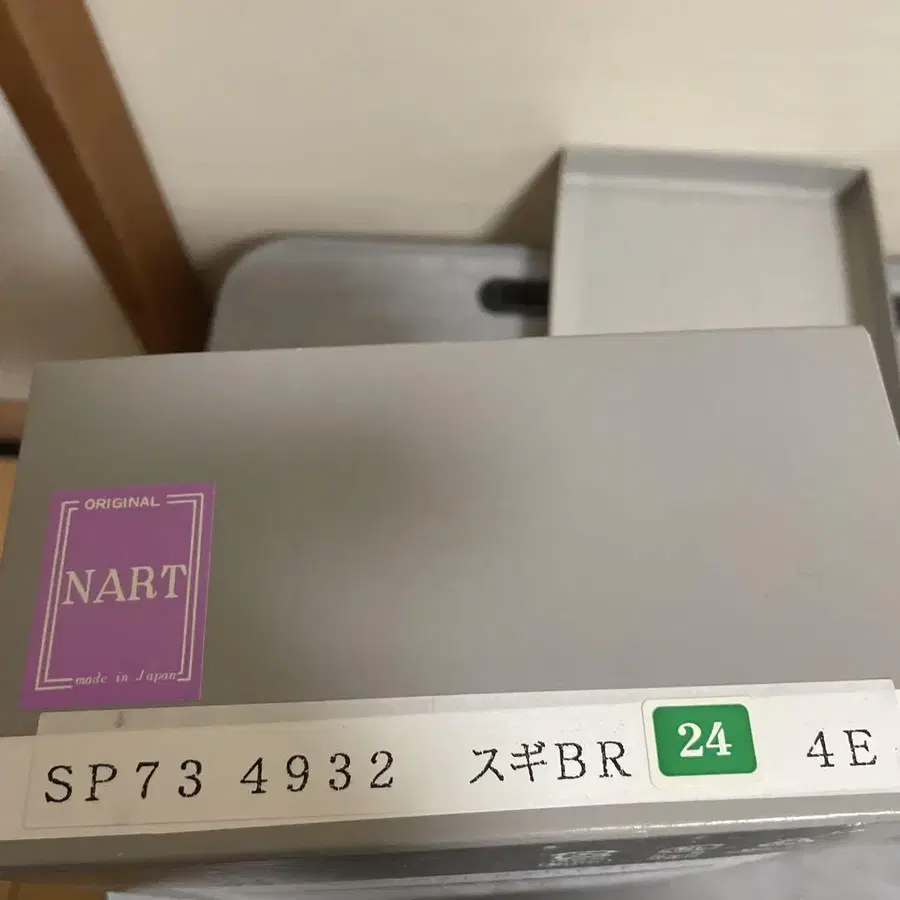 ORIGINAL
NART
made in Japan
SP73 4932 スギBR 24 4E